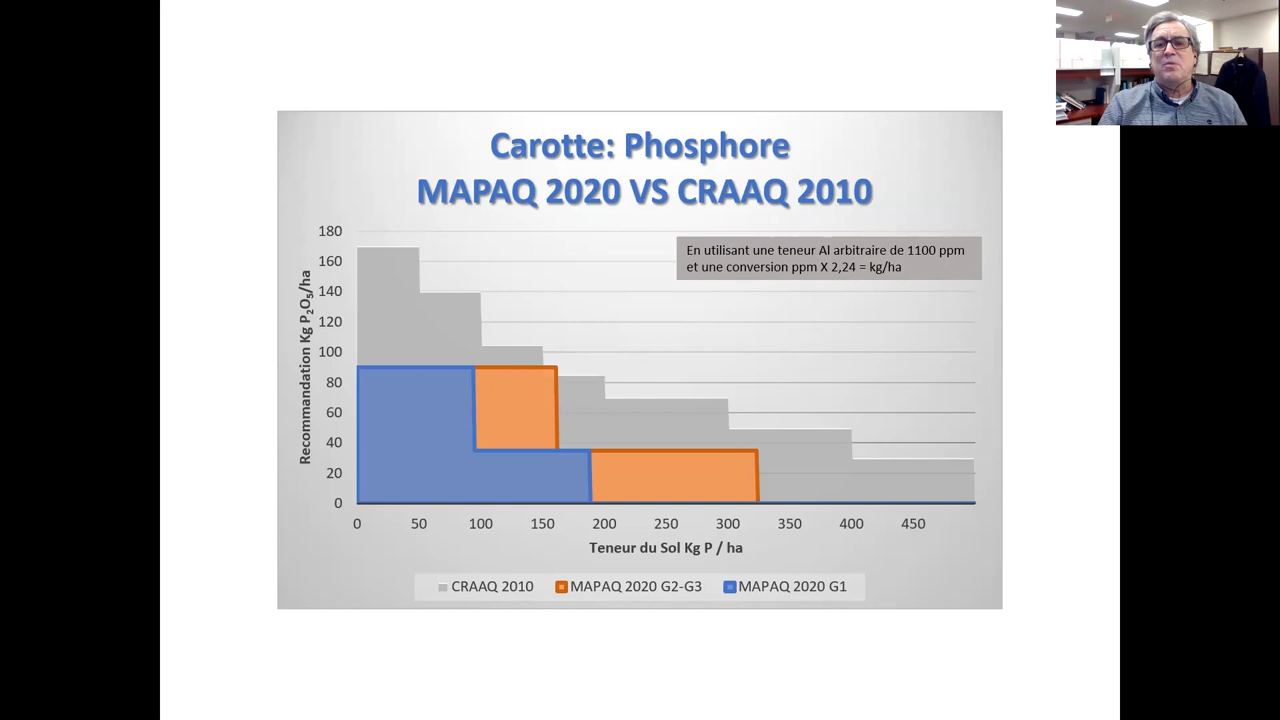 Carotte: Phosphore
MAPAQ 2020 VS CRAAQ 2010
En utilisant une teneur Al arbitraire de 1100 ppm
et une conversion ppm X 2,24 = kg/ha
Recommandation Kg P₂O₅/ha
180
160
140
120
100
80
60
40
20
0
0 50 100 150 200 250 300 350 400 450
Teneur du Sol Kg P / ha
CRAAQ 2010 MAPAQ 2020 G2-G3 MAPAQ 2020 G1